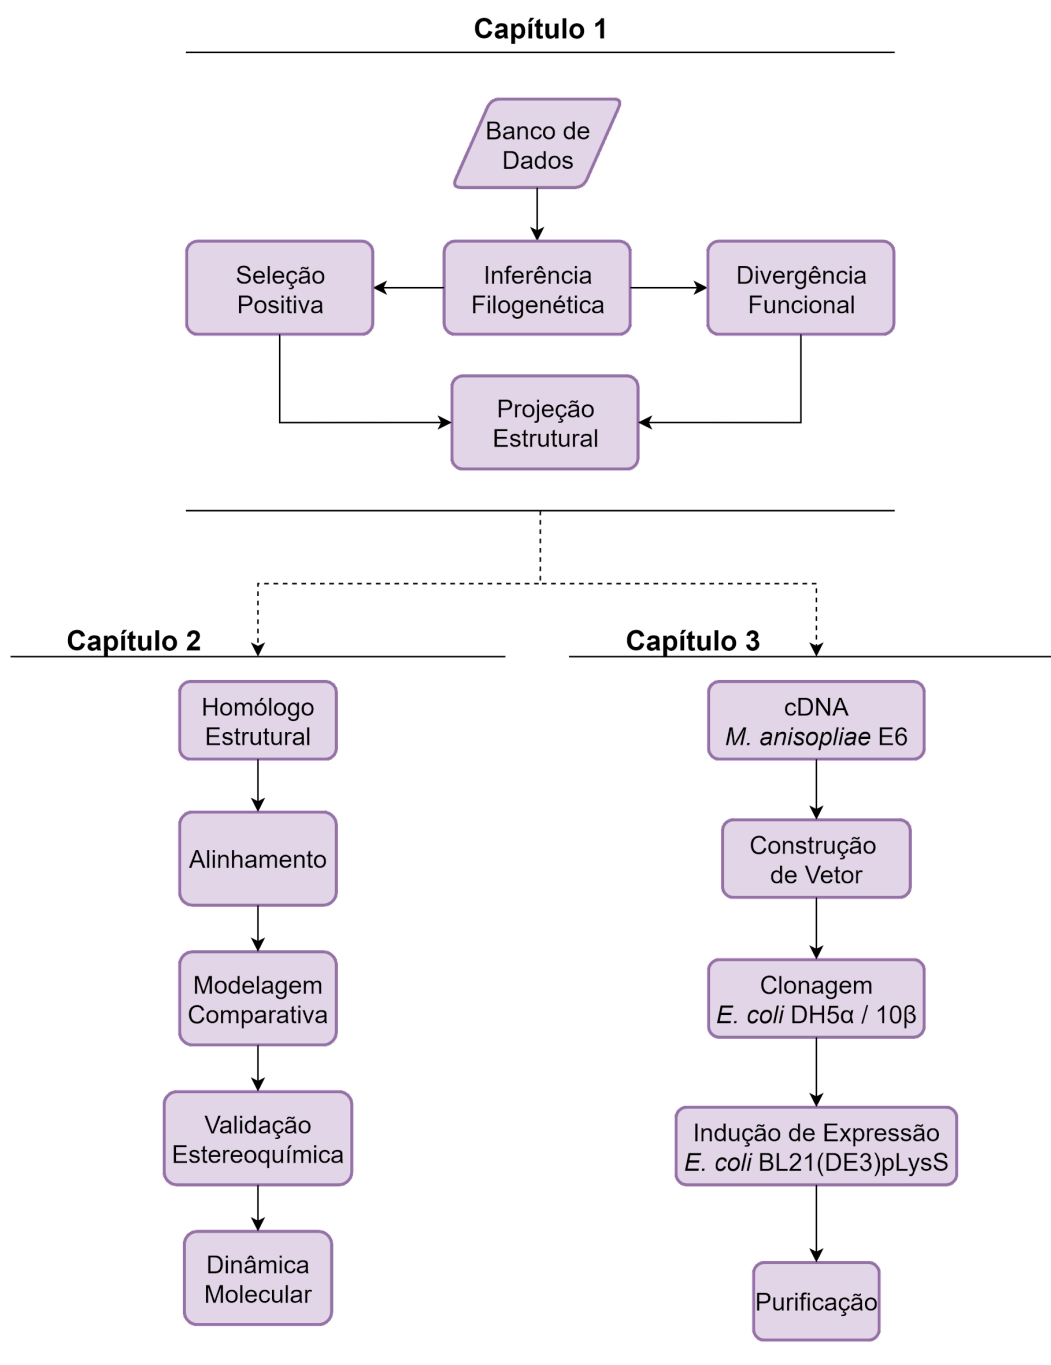 Capítulo 1
Banco de
Dados
Seleção
Positiva
Inferência
Filogenética
Divergência
Funcional
Projeção
Estrutural
Capítulo 2
Homólogo
Estrutural
Alinhamento
Modelagem
Comparativa
Validação
Estereoquímica
Dinâmica
Molecular
Capítulo 3
cDNA
M. anisopliae E6
Construção
de Vetor
Clonagem
E. coli DH5α / 10β
Indução de Expressão
E. coli BL21(DE3)pLysS
Purificação